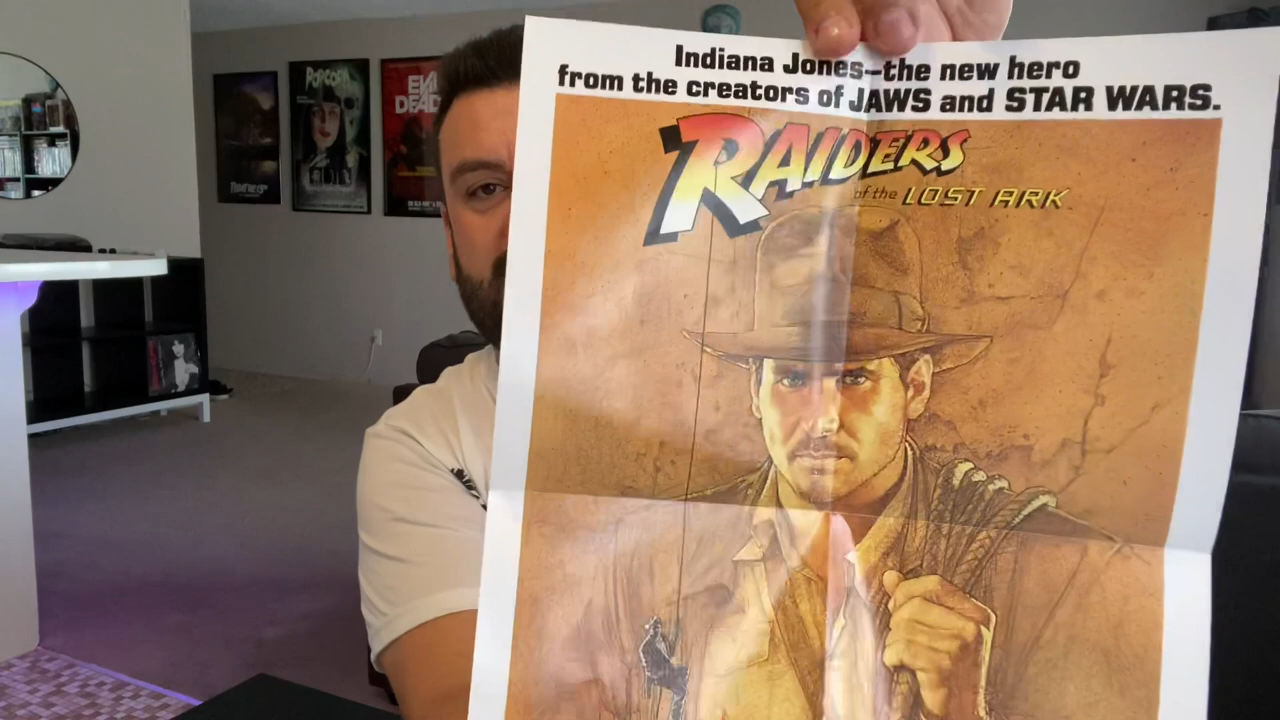 Indiana Jones—the new hero
from the creators of JAWS and STAR WARS.
RAIDERS
of the LOST ARK
POPCORN
EVIL
DEAD